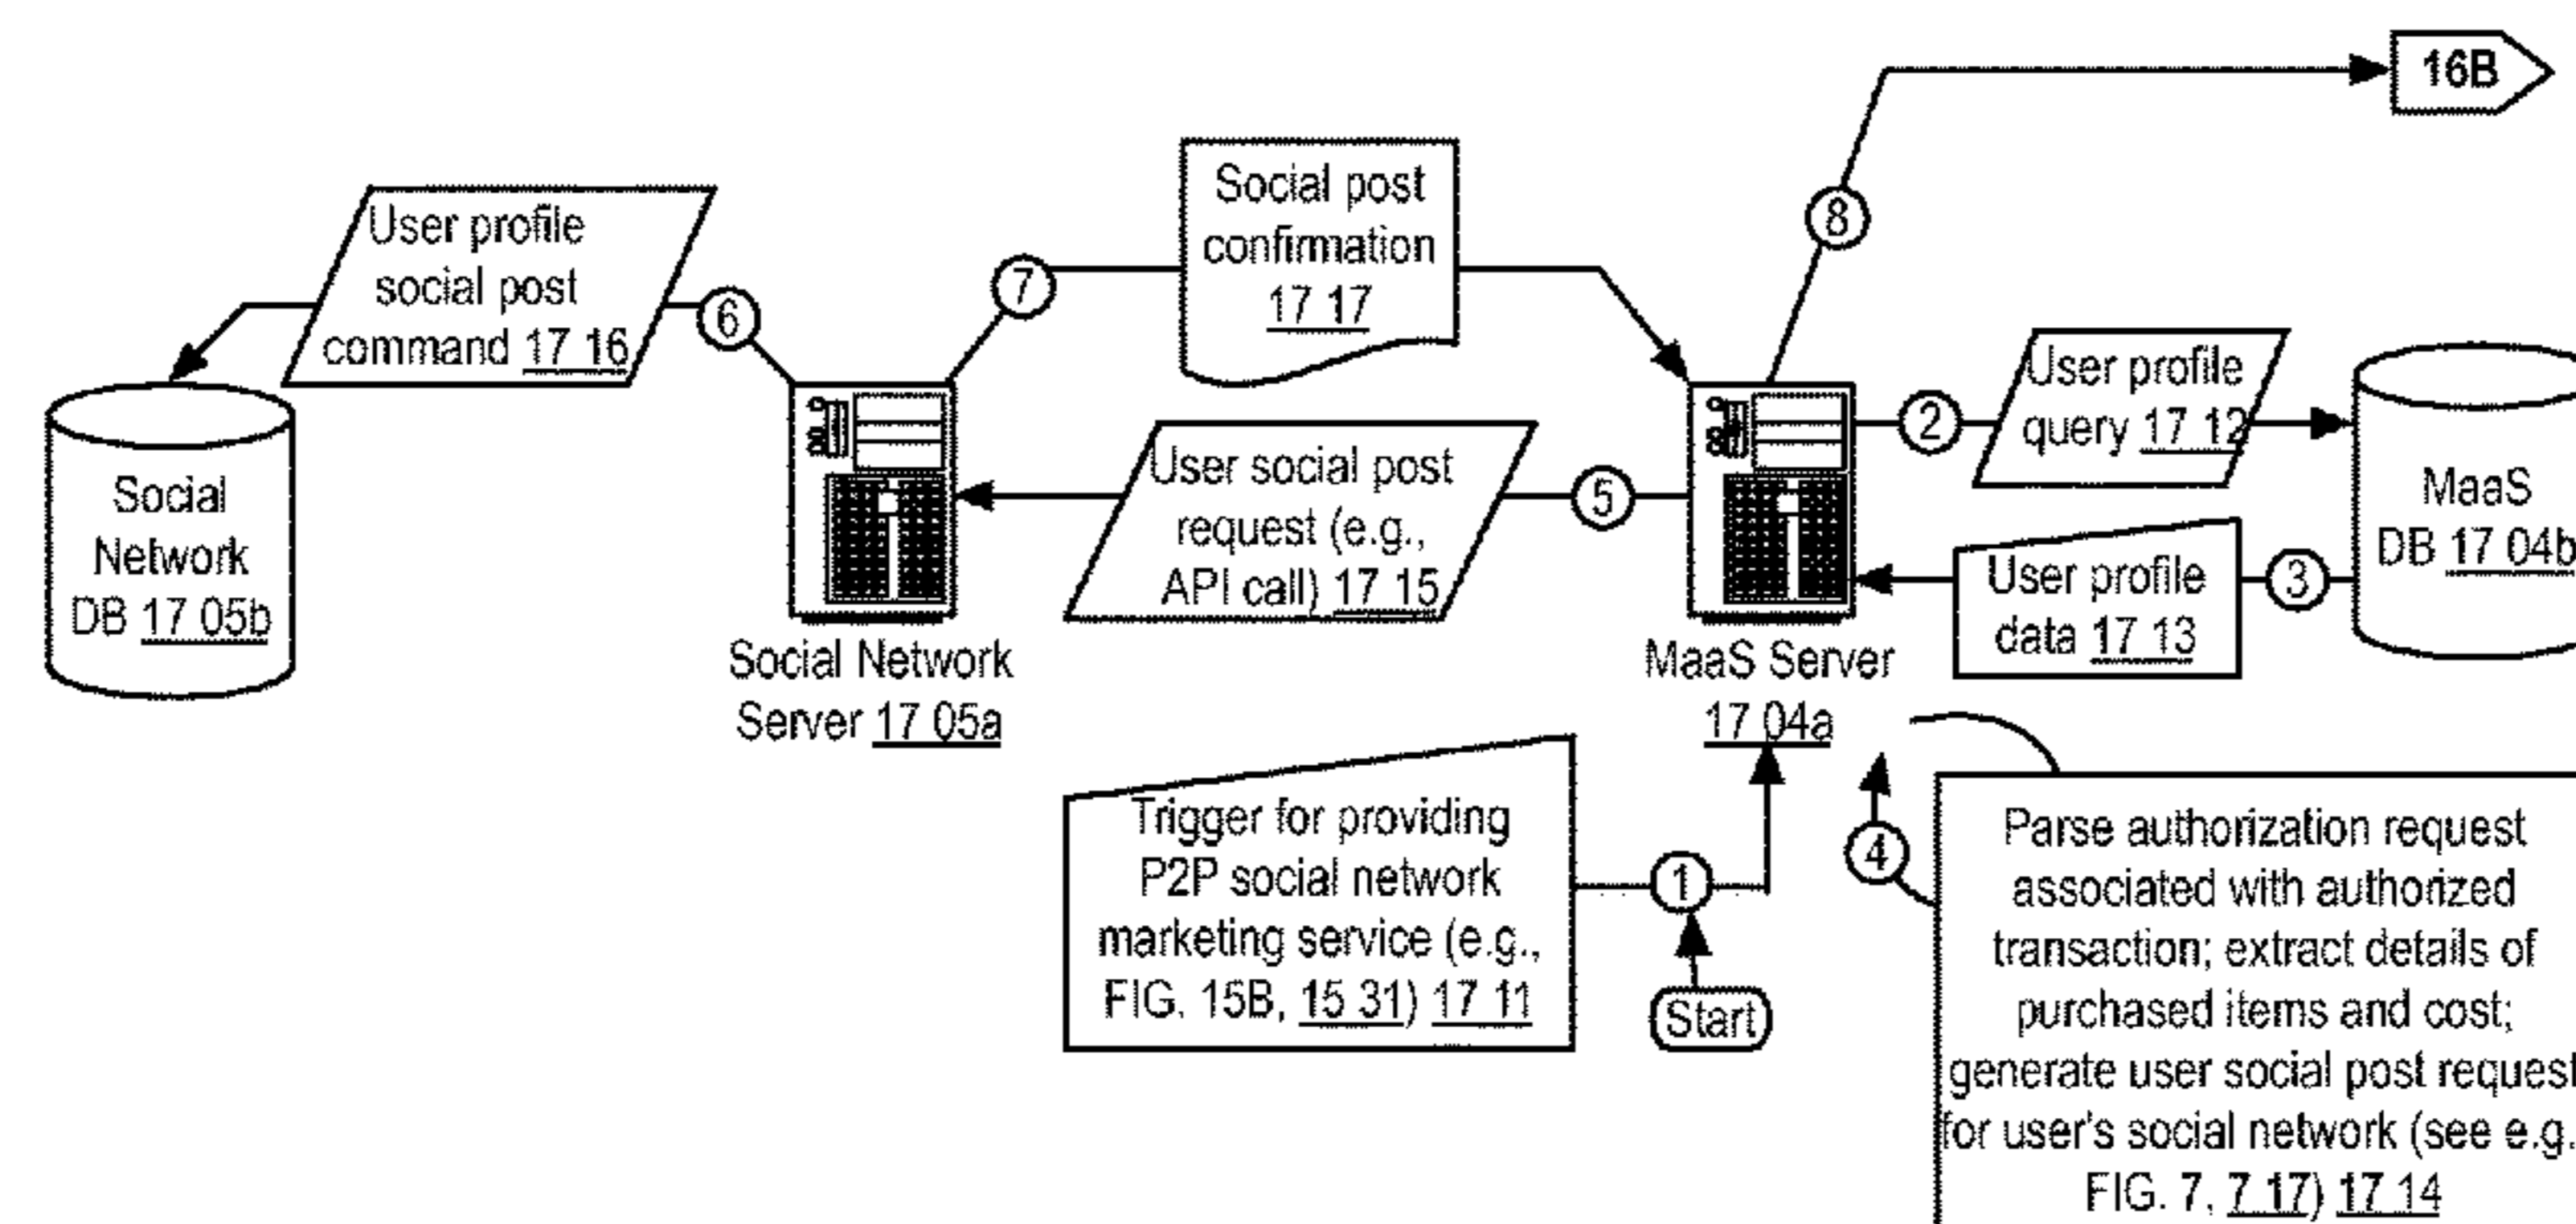 16B
8
Social post
confirmation
17 17
7
User profile
social post
command 17 16
6
User profile
query 17 12
2
Social
Network
DB 17 05b
User social post
request (e.g.,
API call) 17 15
5
MaaS
DB 17 04b
User profile
data 17 13
3
Social Network
Server 17 05a
MaaS Server
17 04a
Trigger for providing
P2P social network
marketing service (e.g.,
FIG. 15B, 15 31) 17 11
1
Start
4
Parse authorization request
associated with authorized
transaction; extract details of
purchased items and cost;
generate user social post request
for user's social network (see e.g.
FIG. 7, 7 17) 17 14